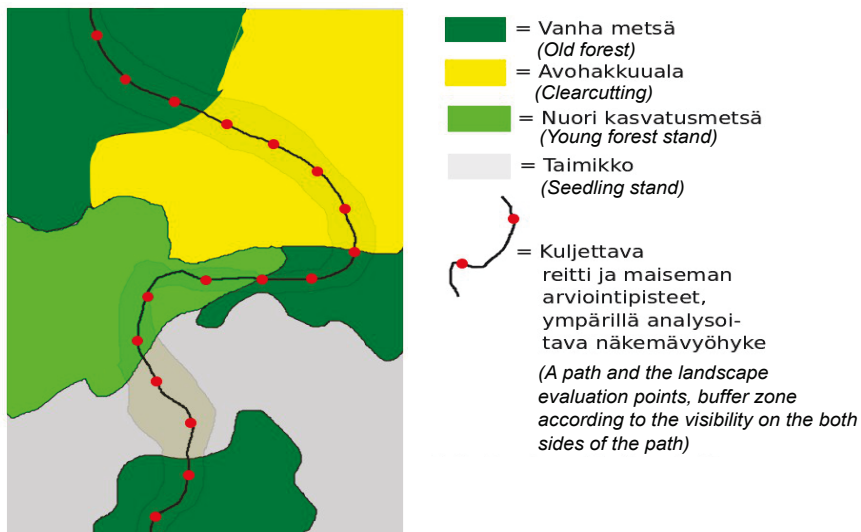 = Vanha metsä
(Old forest)
= Avohakkuuala
(Clearcutting)
= Nuori kasvatusmetsä
(Young forest stand)
= Taimikko
(Seedling stand)
= Kuljettava
reitti ja maiseman
arviointipisteet,
ympärillä analysoi-
tava näkemävyöhyke
(A path and the landscape
evaluation points, buffer zone
according to the visibility on the both
sides of the path)